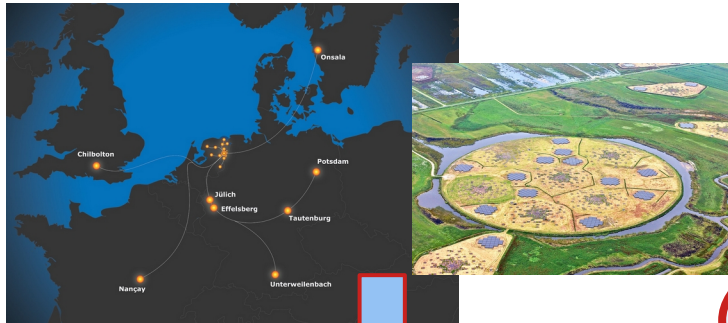 Onsala
Chilbolton
Potsdam
Jülich
Effelsberg
Tautenburg
Nançay
Unterweilenbach